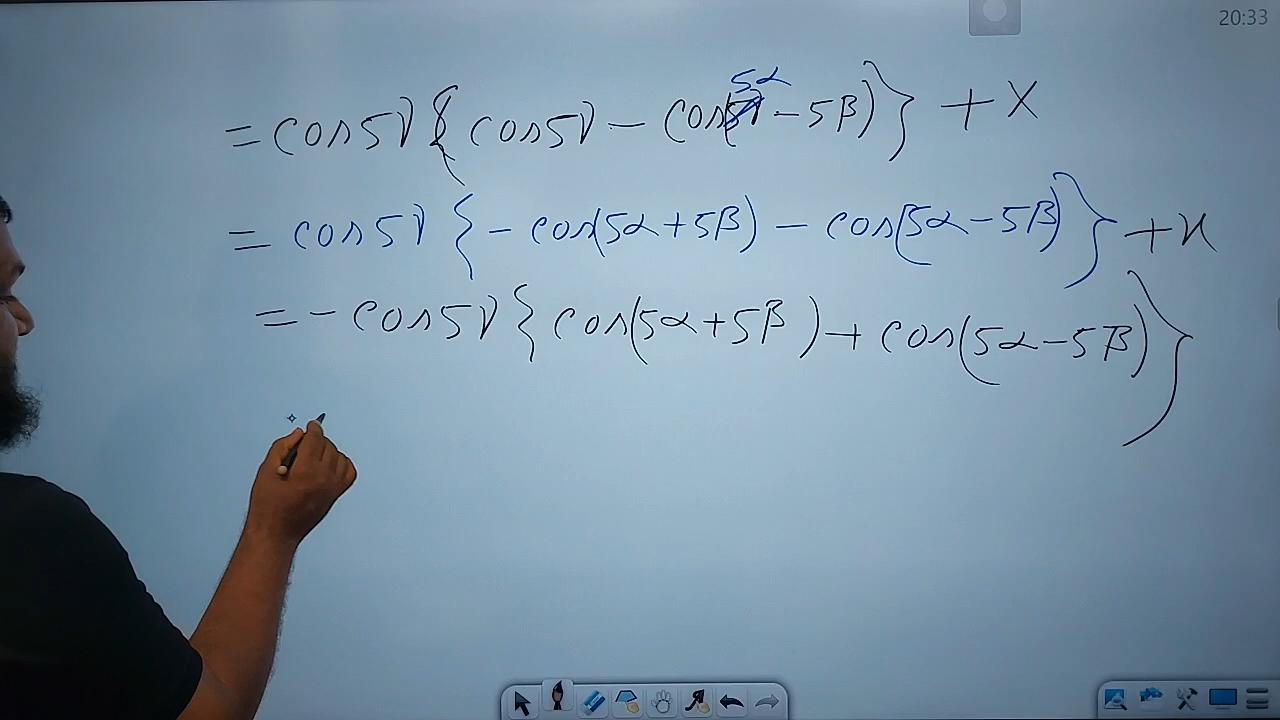 20:33
= cos5γ{cos5γ - cos(5α - 5β)} + x
= cos5γ{-cos(5α+5β) - cos(5α-5β)} + x
= - cos5γ{cos(5α+5β) + cos(5α-5β)}